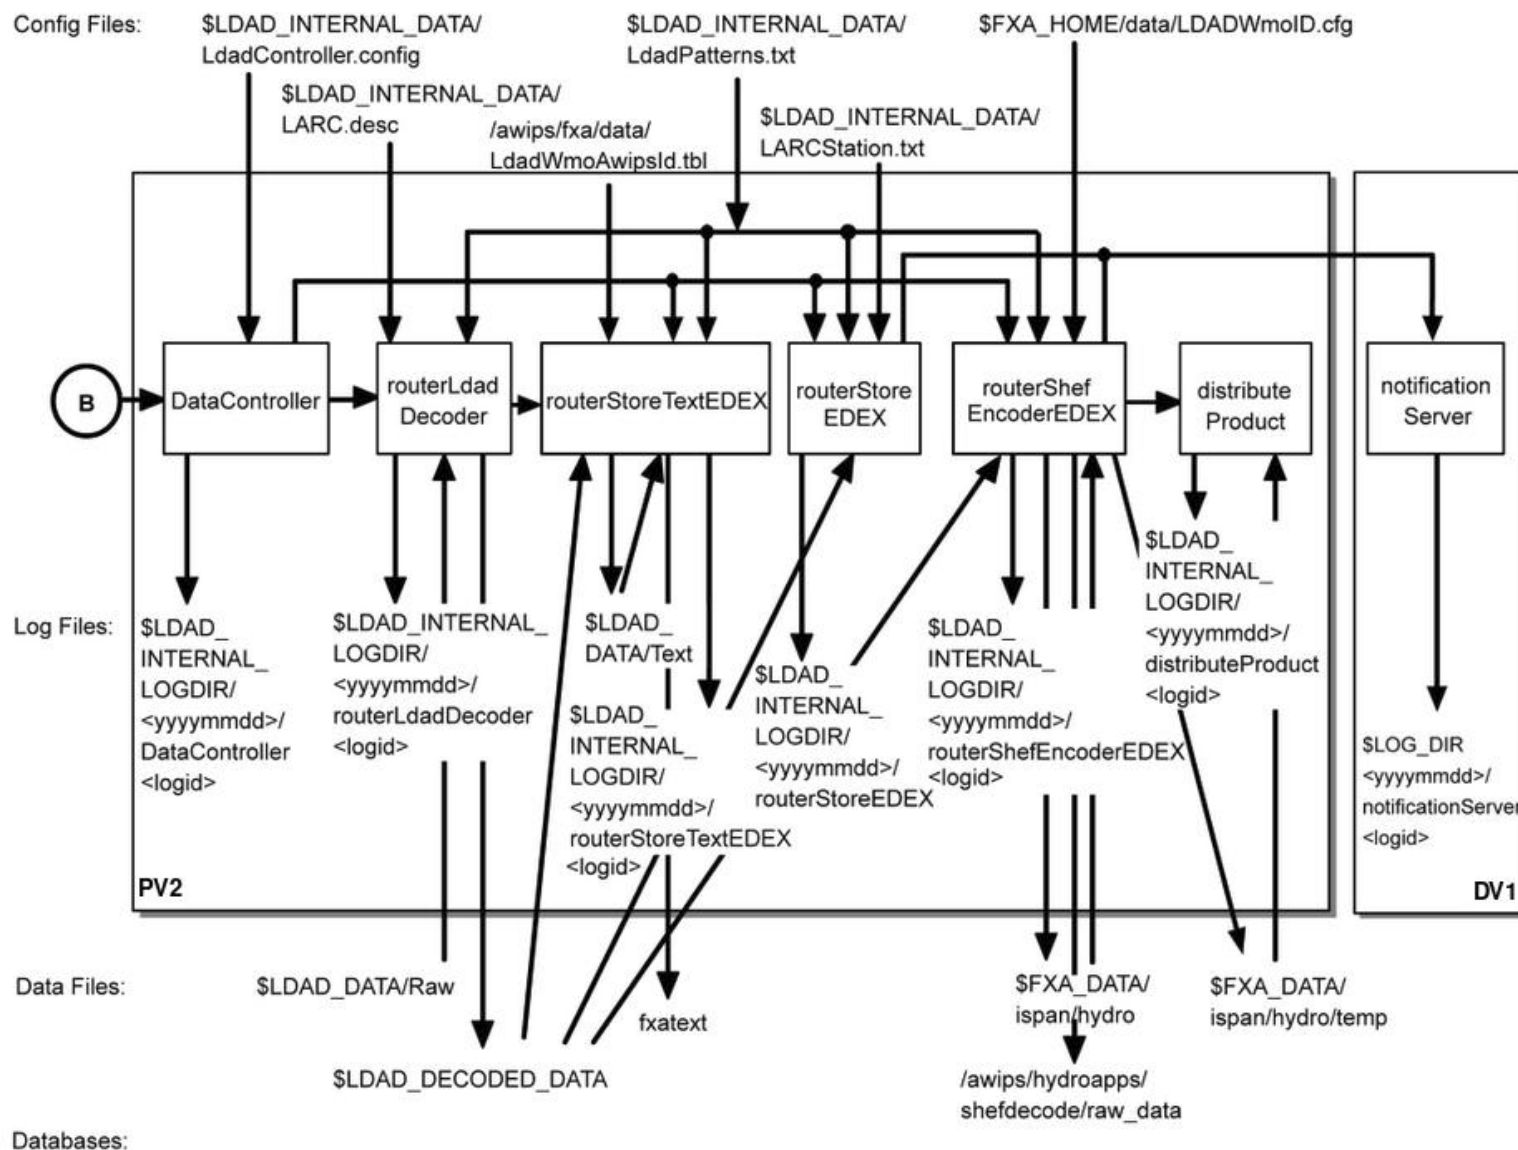 Config Files:
$LDAD_INTERNAL_DATA/
LdadController.config
$LDAD_INTERNAL_DATA/
LdadPatterns.txt
$FXA_HOME/data/LDADWmoID.cfg
$LDAD_INTERNAL_DATA/
LARC.desc
/awips/fxa/data/
LdadWmoAwipsId.tbl
$LDAD_INTERNAL_DATA/
LARCStation.txt
B
DataController
routerLdad
Decoder
routerStoreTextEDEX
routerStore
EDEX
routerShef
EncoderEDEX
distribute
Product
notification
Server
Log Files:
$LDAD_
INTERNAL_
LOGDIR/
<yyyymmdd>/
DataController
<logid>
$LDAD_INTERNAL_
LOGDIR/
<yyyymmdd>/
routerLdadDecoder
<logid>
$LDAD_
DATA/Text
$LDAD_
INTERNAL_
LOGDIR/
<yyyymmdd>/
routerStoreTextEDEX
<logid>
$LDAD_
INTERNAL_
LOGDIR/
<yyyymmdd>/
routerStoreEDEX
$LDAD_
INTERNAL_
LOGDIR/
<yyyymmdd>/
routerShefEncoderEDEX
<logid>
$LDAD_
INTERNAL_
LOGDIR/
<yyyymmdd>/
distributeProduct
<logid>
$LOG_DIR
<yyyymmdd>/
notificationServer
<logid>
PV2
DV1
Data Files:
$LDAD_DATA/Raw
fxatext
$FXA_DATA/
ispan/hydro
$FXA_DATA/
ispan/hydro/temp
$LDAD_DECODED_DATA
/awips/hydroapps/
shefdecode/raw_data
Databases: